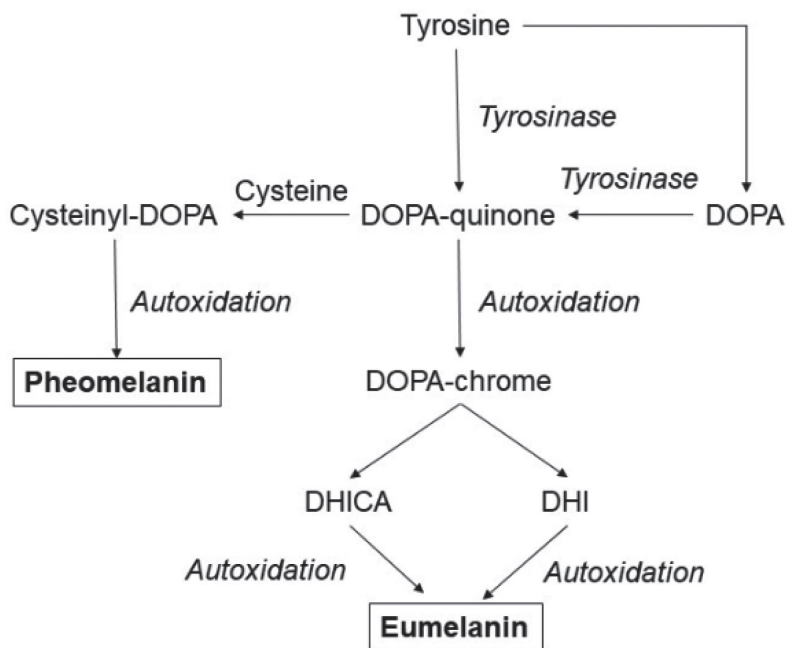 Tyrosine
Tyrosinase
Tyrosinase
Cysteine
Cysteinyl-DOPA
DOPA-quinone
DOPA
Autoxidation
Autoxidation
Pheomelanin
DOPA-chrome
DHICA
DHI
Autoxidation
Autoxidation
Eumelanin